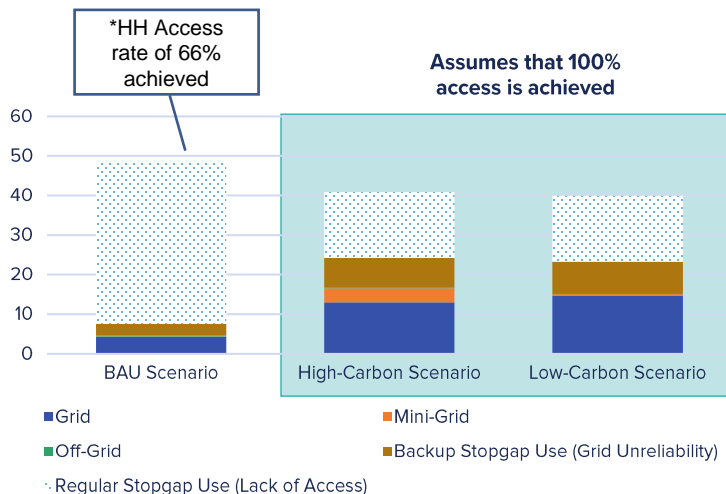 *HH Access
rate of 66%
achieved
Assumes that 100%
access is achieved
60
50
40
30
20
10
0
BAU Scenario
High-Carbon Scenario
Low-Carbon Scenario
Grid
Mini-Grid
Off-Grid
Backup Stopgap Use (Grid Unreliability)
Regular Stopgap Use (Lack of Access)